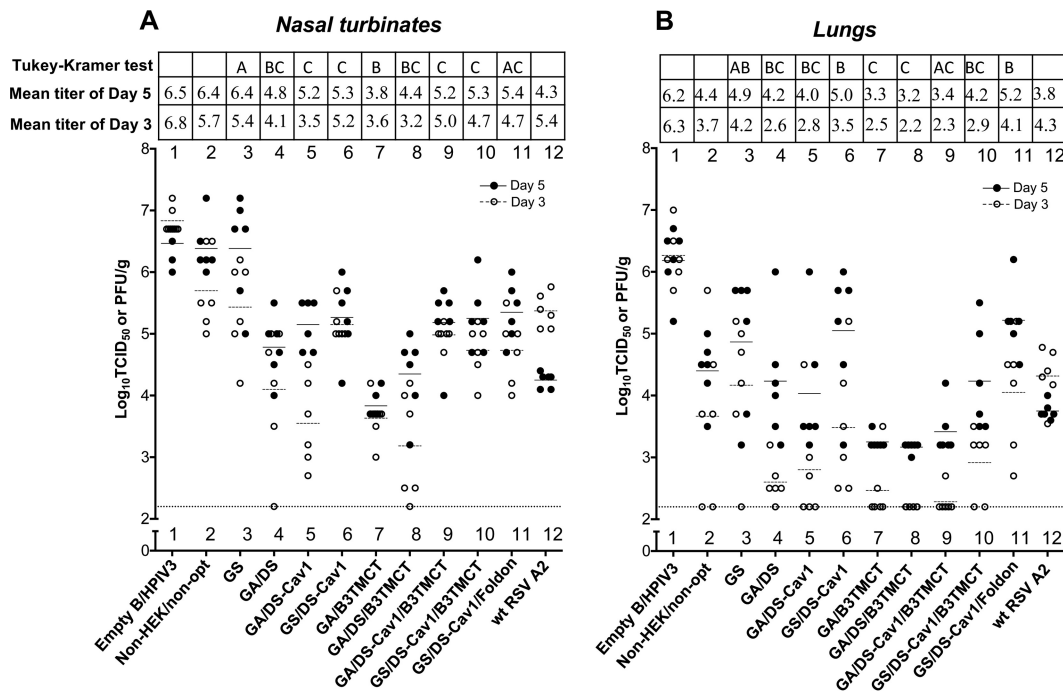 A
Nasal turbinates
Tukey-Kramer test A BC C C B BC C C AC
Mean titer of Day 5 6.5 6.4 6.4 4.8 5.2 5.3 3.8 4.4 5.2 5.3 5.4 4.3
Mean titer of Day 3 6.8 5.7 5.4 4.1 3.5 5.2 3.6 3.2 5.0 4.7 4.7 5.4
1 2 3 4 5 6 7 8 9 10 11 12
Day 5
Day 3
Log10TCID50 or PFU/g
8
7
6
5
4
3
2
0
1 2 3 4 5 6 7 8 9 10 11 12
Empty B/HPIV3
Non-HEK/non-opt
GS
GA/DS
GA/DS-Cav1
GS/DS-Cav1
GA/B3TMCT
GA/DS/B3TMCT
GA/DS-Cav1/B3TMCT
GS/DS-Cav1/B3TMCT
GS/DS-Cav1/Foldon
wt RSV A2
B
Lungs
AB BC BC B C C AC BC B
6.2 4.4 4.9 4.2 4.0 5.0 3.3 3.2 3.4 4.2 5.2 3.8
6.3 3.7 4.2 2.6 2.8 3.5 2.5 2.2 2.3 2.9 4.1 4.3
1 2 3 4 5 6 7 8 9 10 11 12
Day 5
Day 3
Log10TCID50 or PFU/g
8
7
6
5
4
3
2
0
1 2 3 4 5 6 7 8 9 10 11 12
Empty B/HPIV3
Non-HEK/non-opt
GS
GA/DS
GA/DS-Cav1
GS/DS-Cav1
GA/B3TMCT
GA/DS/B3TMCT
GA/DS-Cav1/B3TMCT
GS/DS-Cav1/B3TMCT
GS/DS-Cav1/Foldon
wt RSV A2